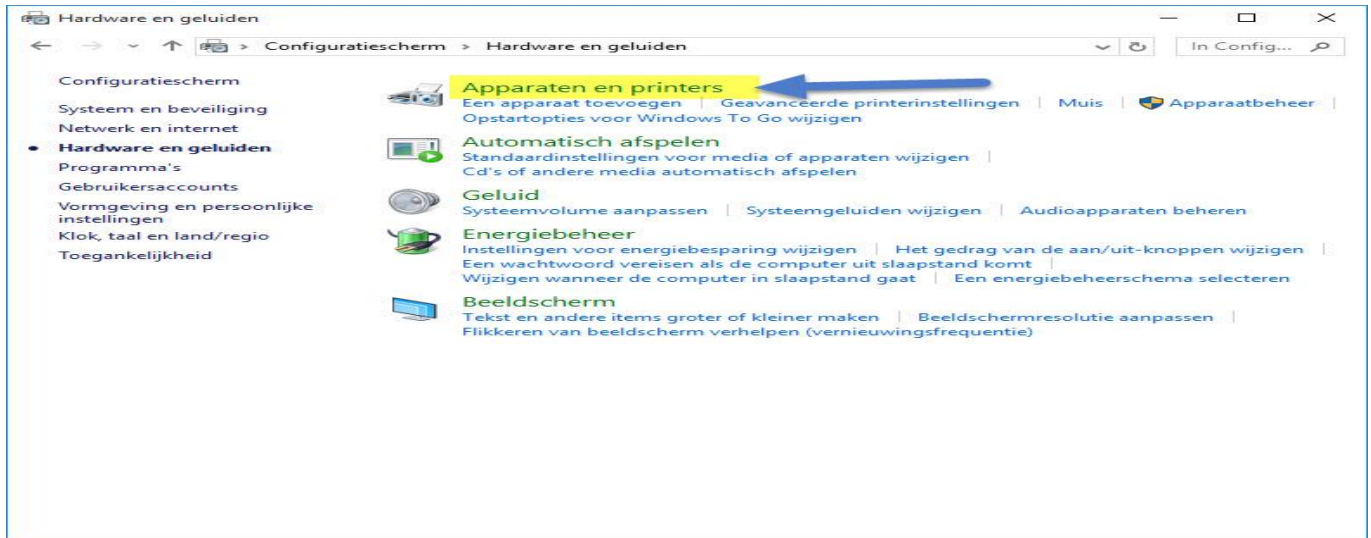 Hardware en geluiden
Configuratiescherm > Hardware en geluiden
In Config...
Configuratiescherm
Systeem en beveiliging
Netwerk en internet
Hardware en geluiden
Programma's
Gebruikersaccounts
Vormgeving en persoonlijke
instellingen
Klok, taal en land/regio
Toegankelijkheid
Apparaten en printers
Een apparaat toevoegen | Geavanceerde printerinstellingen | Muis | Apparaatbeheer |
Opstartopties voor Windows To Go wijzigen
Automatisch afspelen
Standaardinstellingen voor media of apparaten wijzigen |
Cd's of andere media automatisch afspelen
Geluid
Systeemvolume aanpassen | Systeemgeluiden wijzigen | Audioapparaten beheren
Energiebeheer
Instellingen voor energiebesparing wijzigen | Het gedrag van de aan/uit-knoppen wijzigen |
Een wachtwoord vereisen als de computer uit slaapstand komt |
Wijzigen wanneer de computer in slaapstand gaat | Een energiebeheerschema selecteren
Beeldscherm
Tekst en andere items groter of kleiner maken | Beeldschermresolutie aanpassen |
Flikkeren van beeldscherm verhelpen (vernieuwingsfrequentie)